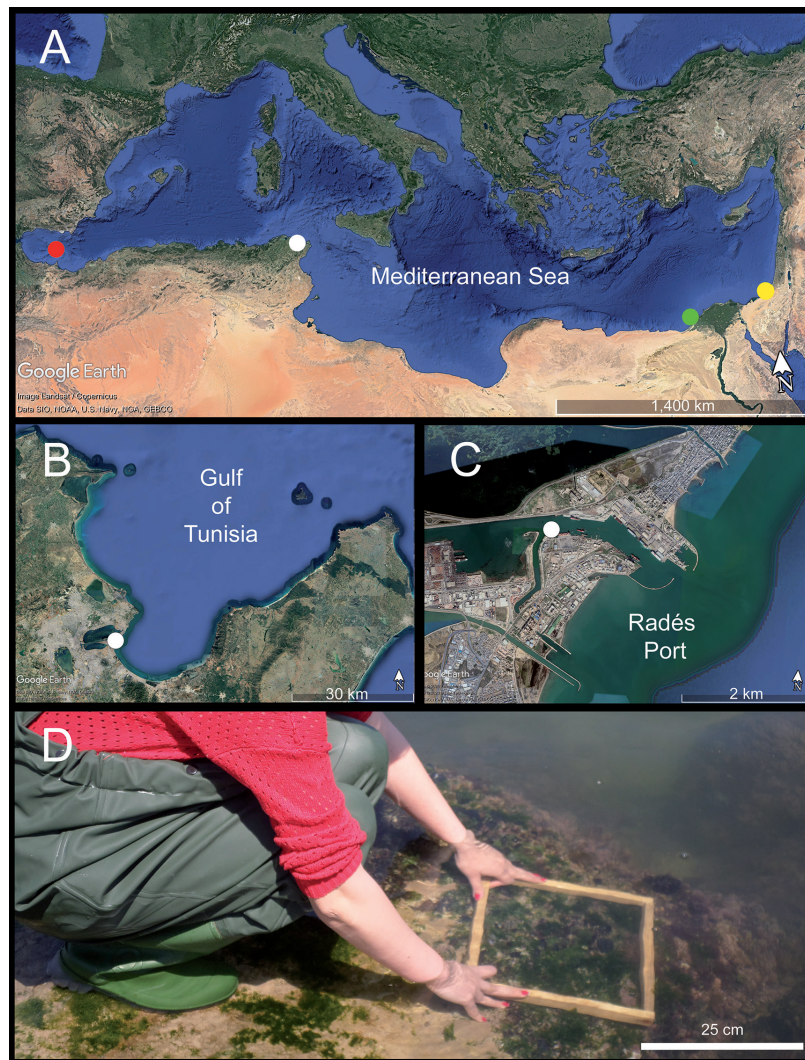 A
Mediterranean Sea
Google Earth
Image Landsat / Copernicus
Data SIO, NOAA, U.S. Navy, NGA, GEBCO
N
1,400 km
B
Gulf
of
Tunisia
Google Earth
30 km
N
C
Radés
Port
Google Earth
2 km
N
D
25 cm